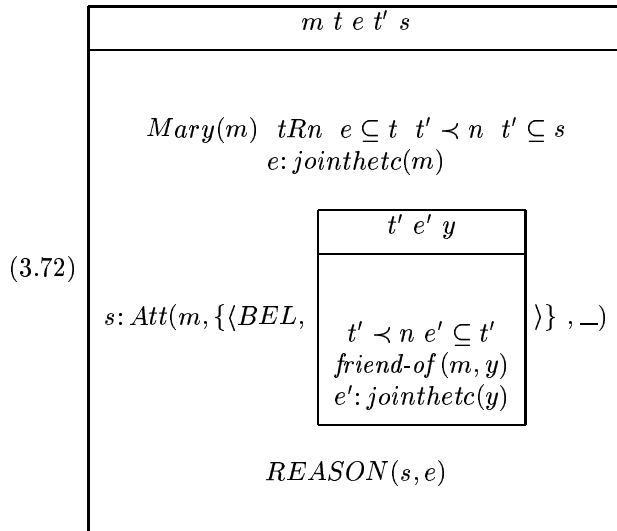 m t e t′ s
Mary(m) tRn e ⊆ t t′ ≺ n t′ ⊆ s
e: jointhetc(m)
t′ e′ y
(3.72)
s: Att(m, {⟨BEL, ⟩} , _)
t′ ≺ n e′ ⊆ t′
friend-of (m, y)
e′: jointhetc(y)
REASON(s, e)